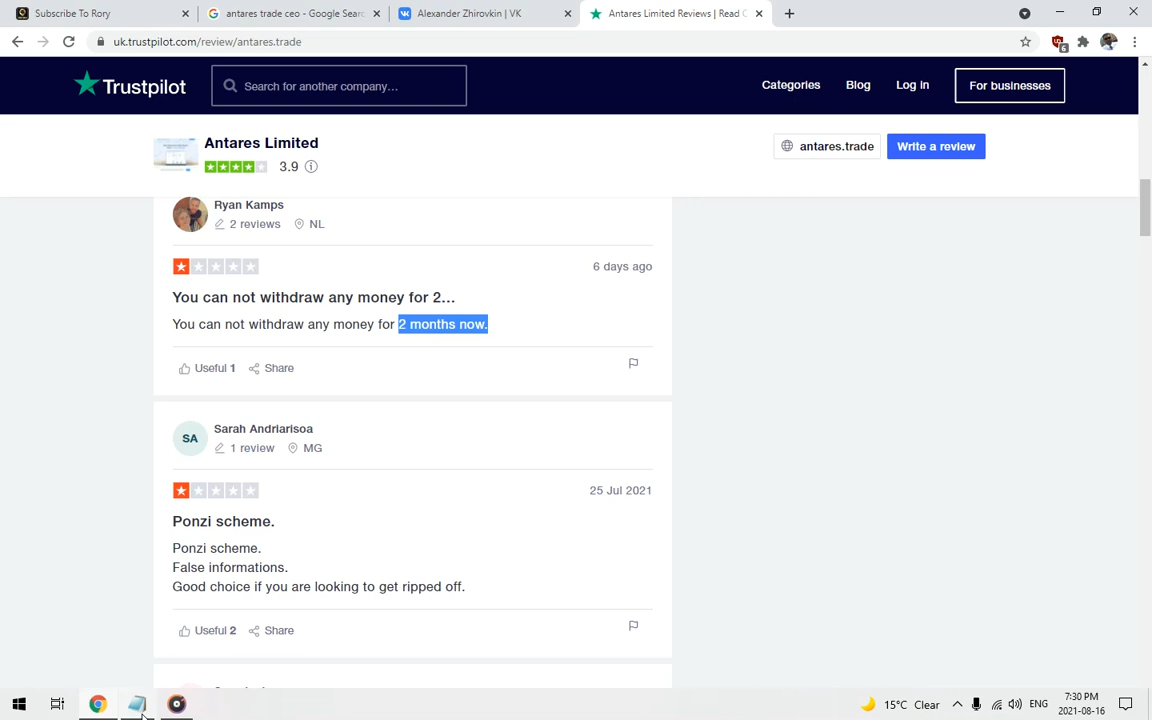 Subscribe To Rory
antares trade ceo - Google Sear
Alexander Zhirovkin | VK
Antares Limited Reviews | Read C
uk.trustpilot.com/review/antares.trade
6
Trustpilot
Search for another company...
Categories
Blog
Log in
For businesses
Antares Limited
3.9
antares.trade
Write a review
Ryan Kamps
2 reviews
NL
6 days ago
You can not withdraw any money for 2...
You can not withdraw any money for 2 months now.
Useful 1
Share
SA
Sarah Andriarisoa
1 review
MG
25 Jul 2021
Ponzi scheme.
Ponzi scheme.
False informations.
Good choice if you are looking to get ripped off.
Useful 2
Share
15°C Clear
ENG
7:30 PM
2021-08-16